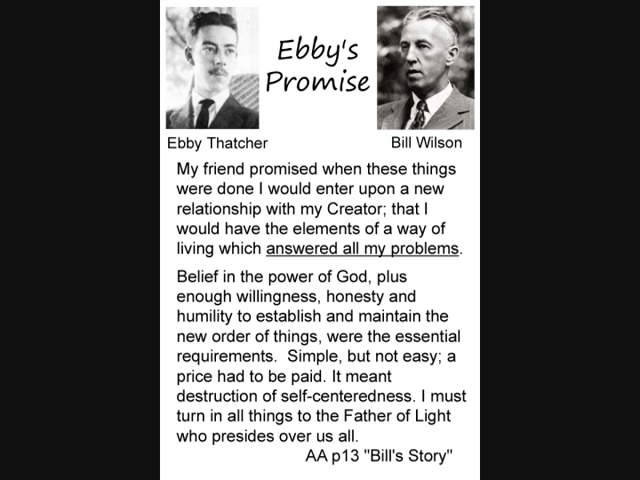 Ebby's
Promise
Ebby Thatcher
Bill Wilson
My friend promised when these things
were done I would enter upon a new
relationship with my Creator; that I
would have the elements of a way of
living which answered all my problems.
Belief in the power of God, plus
enough willingness, honesty and
humility to establish and maintain the
new order of things, were the essential
requirements.  Simple, but not easy; a
price had to be paid. It meant
destruction of self-centeredness. I must
turn in all things to the Father of Light
who presides over us all.
AA p13 "Bill's Story"